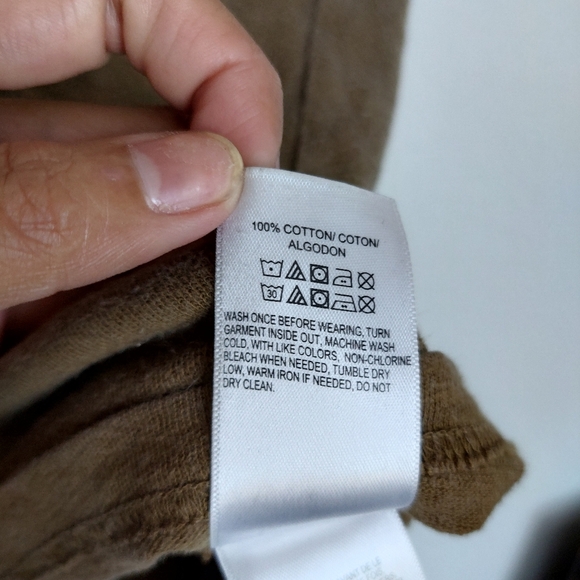 100% COTTON/ COTON/
ALGODON
30
WASH ONCE BEFORE WEARING, TURN
GARMENT INSIDE OUT, MACHINE WASH
COLD, WITH LIKE COLORS, NON-CHLORINE
BLEACH WHEN NEEDED, TUMBLE DRY
LOW, WARM IRON IF NEEDED, DO NOT
DRY CLEAN.